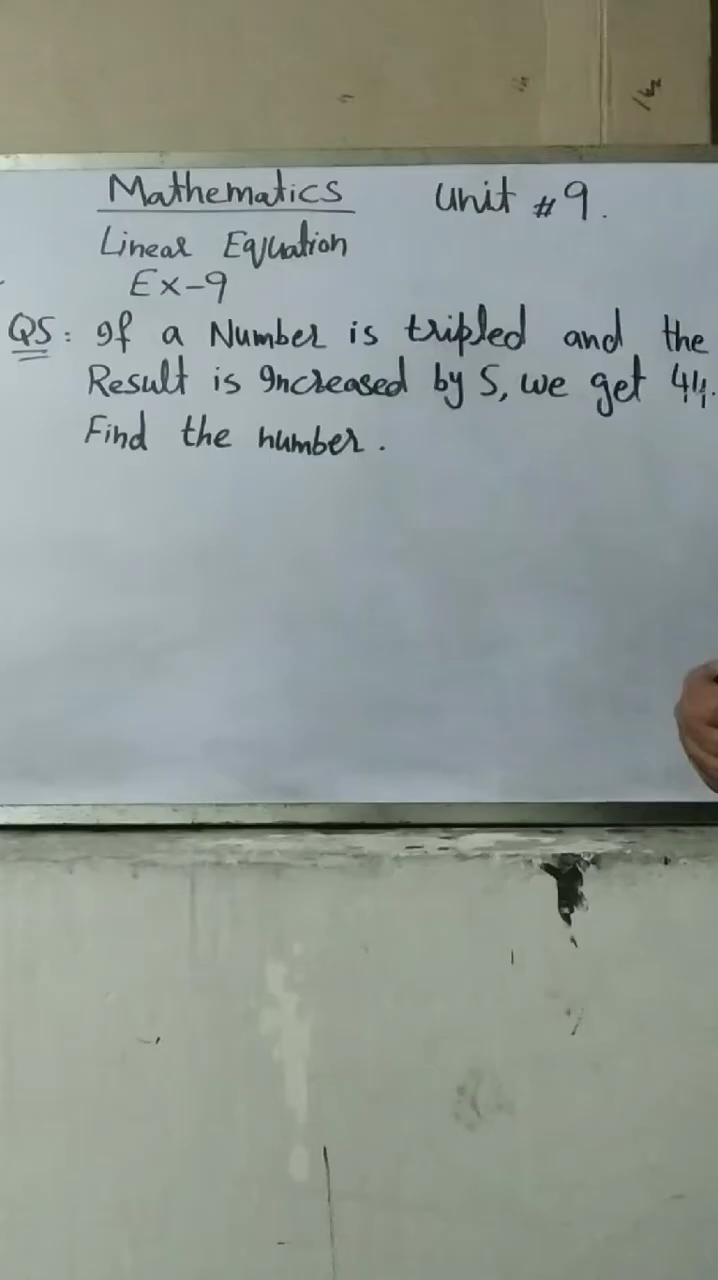 Mathematics Unit # 9.
Linear Equation
Ex-9
Q5: If a Number is tripled and the
Result is Increased by 5, we get 44.
Find the number.